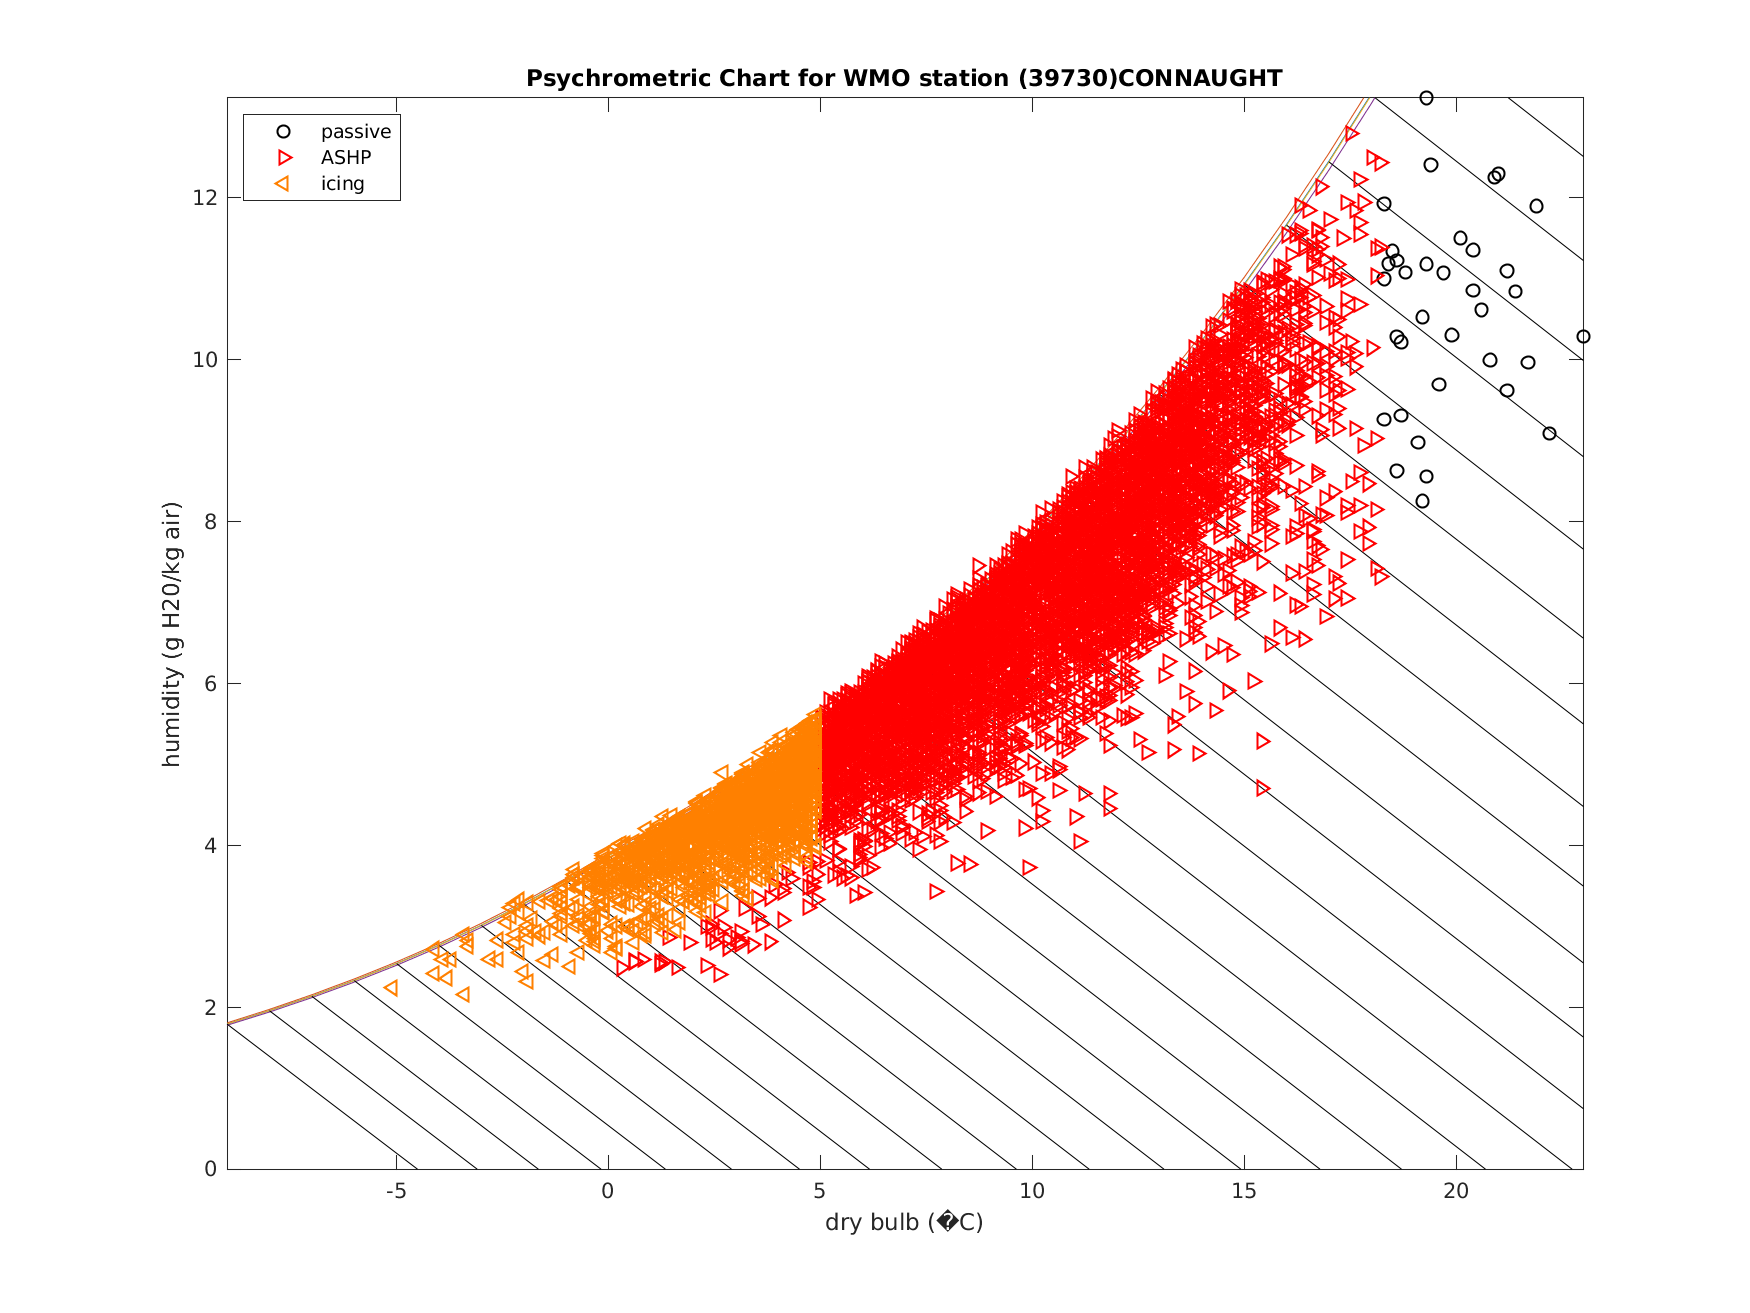 Psychrometric Chart for WMO station (39730)CONNAUGHT
passive
ASHP
icing
12
10
8
6
4
2
0
humidity (g H20/kg air)
-5
0
5
10
15
20
dry bulb (�C)